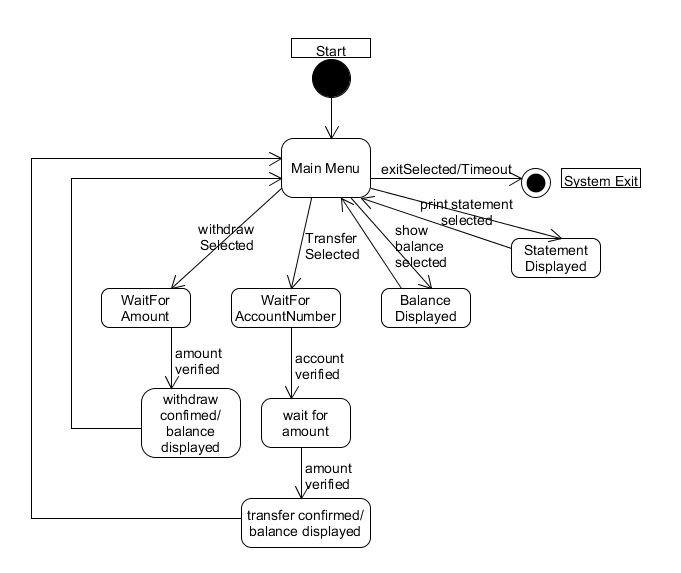 Start
Main Menu
exitSelected/Timeout
System Exit
print statement
selected
withdraw
Selected
Transfer
Selected
show
balance
selected
Statement
Displayed
WaitFor
Amount
WaitFor
AccountNumber
Balance
Displayed
amount
verified
account
verified
withdraw
confimed/
balance
displayed
wait for
amount
amount
verified
transfer confirmed/
balance displayed